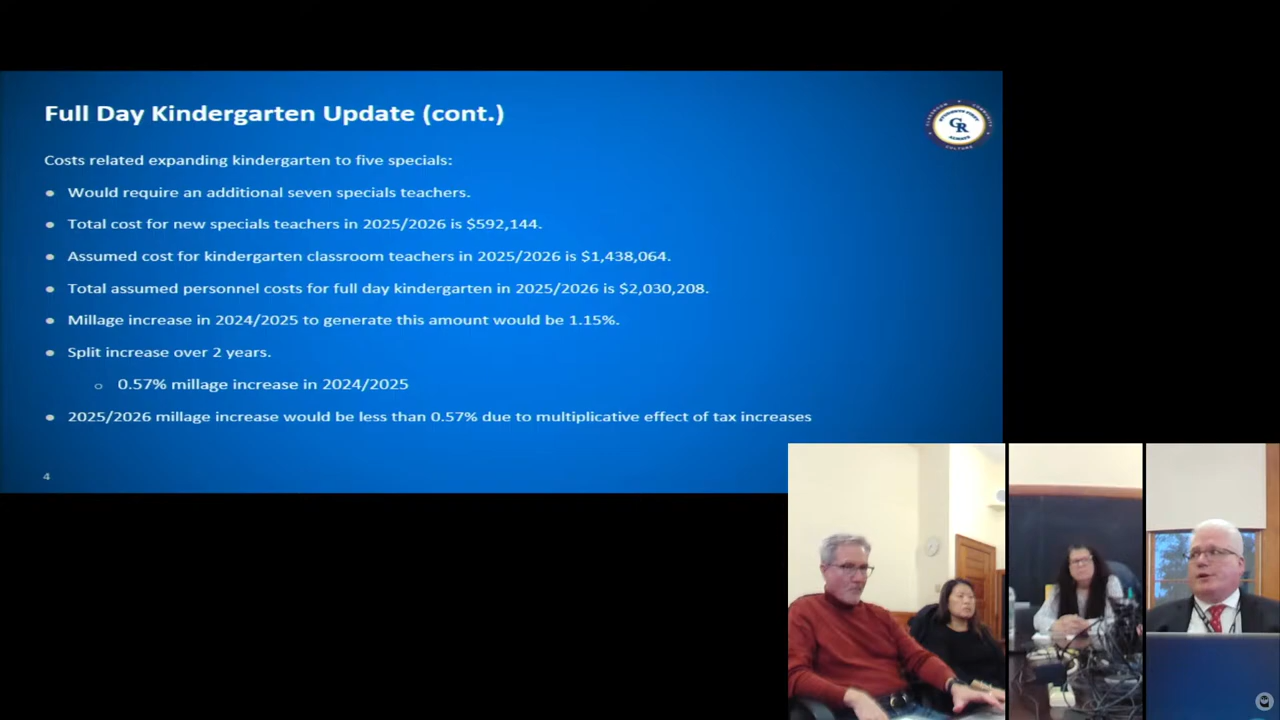 Full Day Kindergarten Update (cont.)
Costs related expanding kindergarten to five specials:
Would require an additional seven specials teachers.
Total cost for new specials teachers in 2025/2026 is $592,144.
Assumed cost for kindergarten classroom teachers in 2025/2026 is $1,438,064.
Total assumed personnel costs for full day kindergarten in 2025/2026 is $2,030,208.
Millage increase in 2024/2025 to generate this amount would be 1.15%.
Split increase over 2 years.
0.57% millage increase in 2024/2025
2025/2026 millage increase would be less than 0.57% due to multiplicative effect of tax increases
4
GR
CULTURE